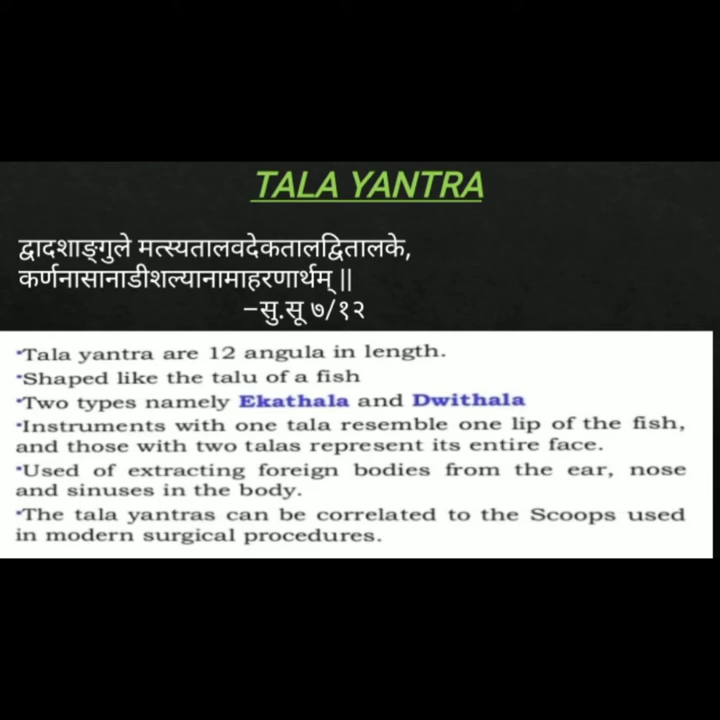 TALA YANTRA
द्वादशाङ्गुले मत्स्यतालवदेकतालद्वितालके,
कर्णनासानाडीशल्यानामाहरणार्थम् ||
–सु.सू ७/१२
•Tala yantra are 12 angula in length.
•Shaped like the talu of a fish
•Two types namely Ekathala and Dwithala
•Instruments with one tala resemble one lip of the fish,
and those with two talas represent its entire face.
•Used of extracting foreign bodies from the ear, nose
and sinuses in the body.
•The tala yantras can be correlated to the Scoops used
in modern surgical procedures.